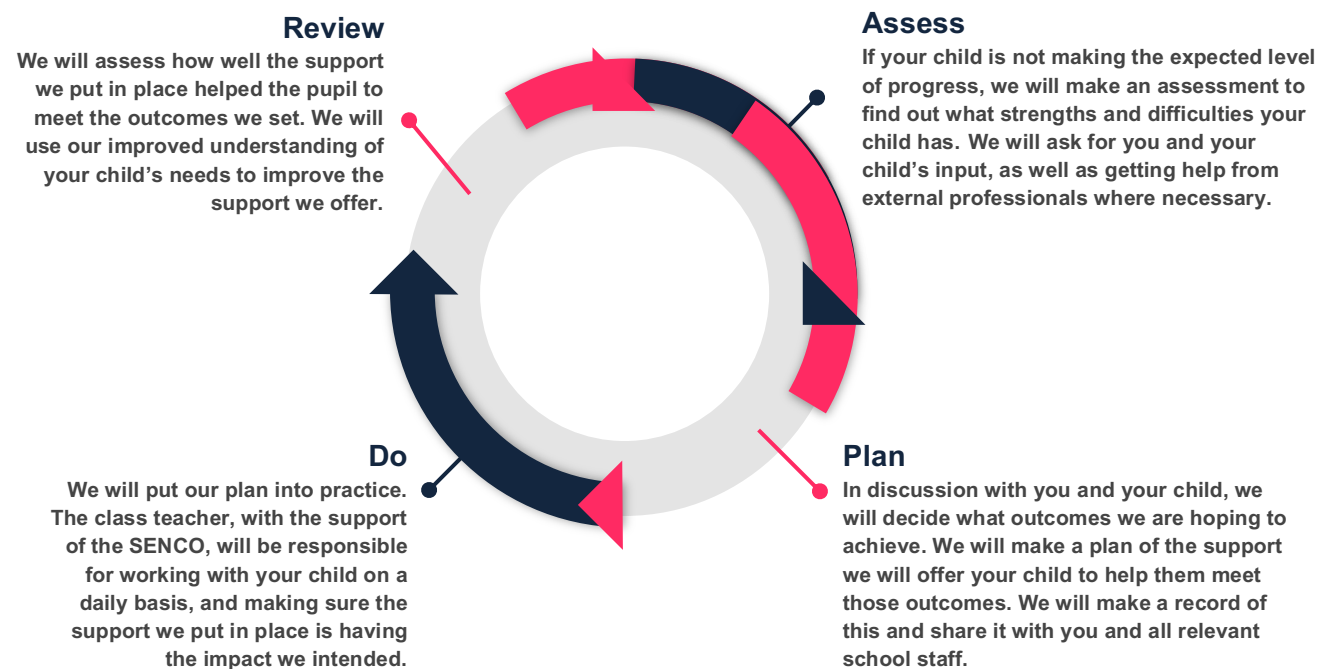 Review
We will assess how well the support
we put in place helped the pupil to
meet the outcomes we set. We will
use our improved understanding of
your child’s needs to improve the
support we offer.
Assess
If your child is not making the expected level
of progress, we will make an assessment to
find out what strengths and difficulties your
child has. We will ask for you and your
child’s input, as well as getting help from
external professionals where necessary.
Do
We will put our plan into practice.
The class teacher, with the support
of the SENCO, will be responsible
for working with your child on a
daily basis, and making sure the
support we put in place is having
the impact we intended.
Plan
In discussion with you and your child, we
will decide what outcomes we are hoping to
achieve. We will make a plan of the support
we will offer your child to help them meet
those outcomes. We will make a record of
this and share it with you and all relevant
school staff.